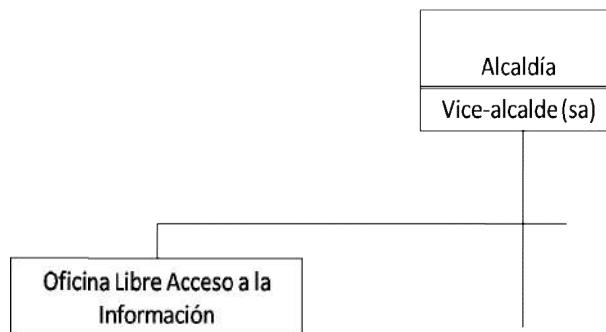 Alcaldía
Vice-alcalde (sa)
Oficina Libre Acceso a la
Información